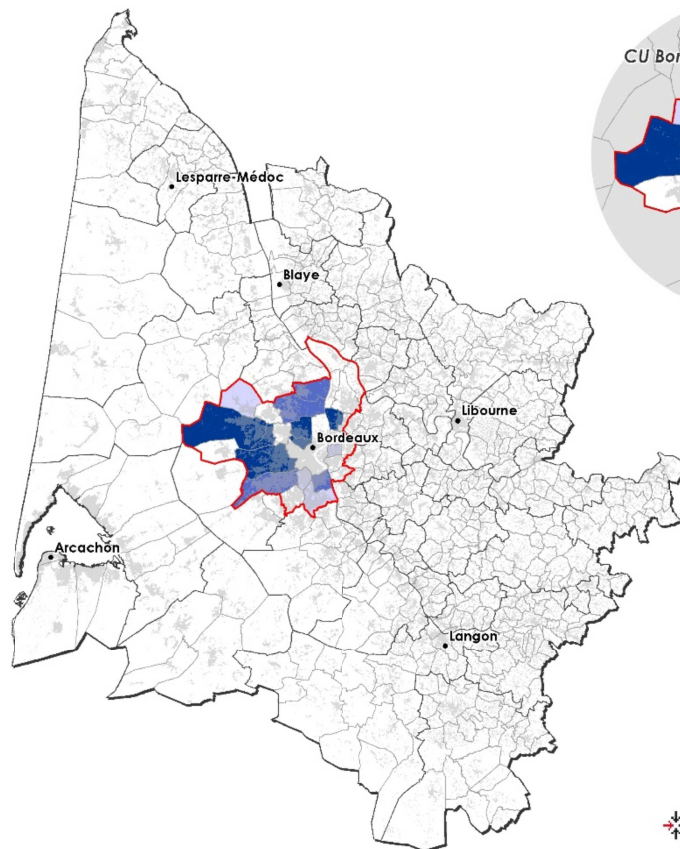 CU Bor
Lesparre-Médoc
Blaye
Libourne
Bordeaux
Arcachon
Langon